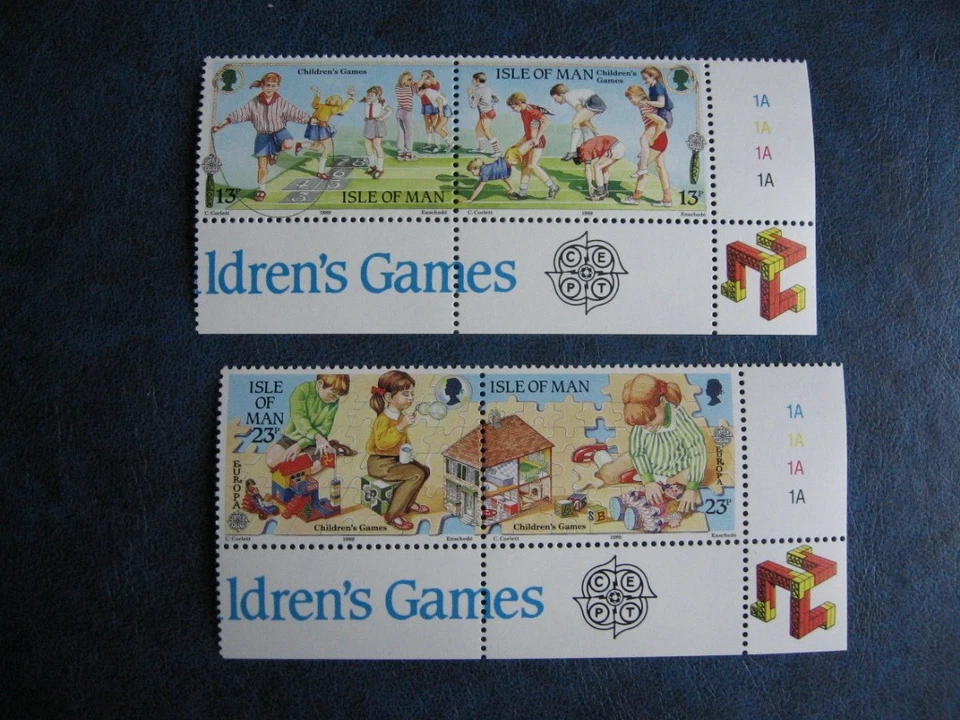 Children's Games
13P
ISLE OF MAN
C. Corlett
1989
Enschedé
ISLE OF MAN Children's
Games
13P
C. Corlett
1989
Enschedé
1A
1A
1A
1A
ldren's Games
C E
P T
ISLE
OF
MAN
23P
EUROPA
Children's Games
C. Corlett
1989
Enschedé
ISLE OF MAN
EUROPA
23P
Children's Games
C. Corlett
1989
Enschedé
1A
1A
1A
1A
ldren's Games
C E
P T